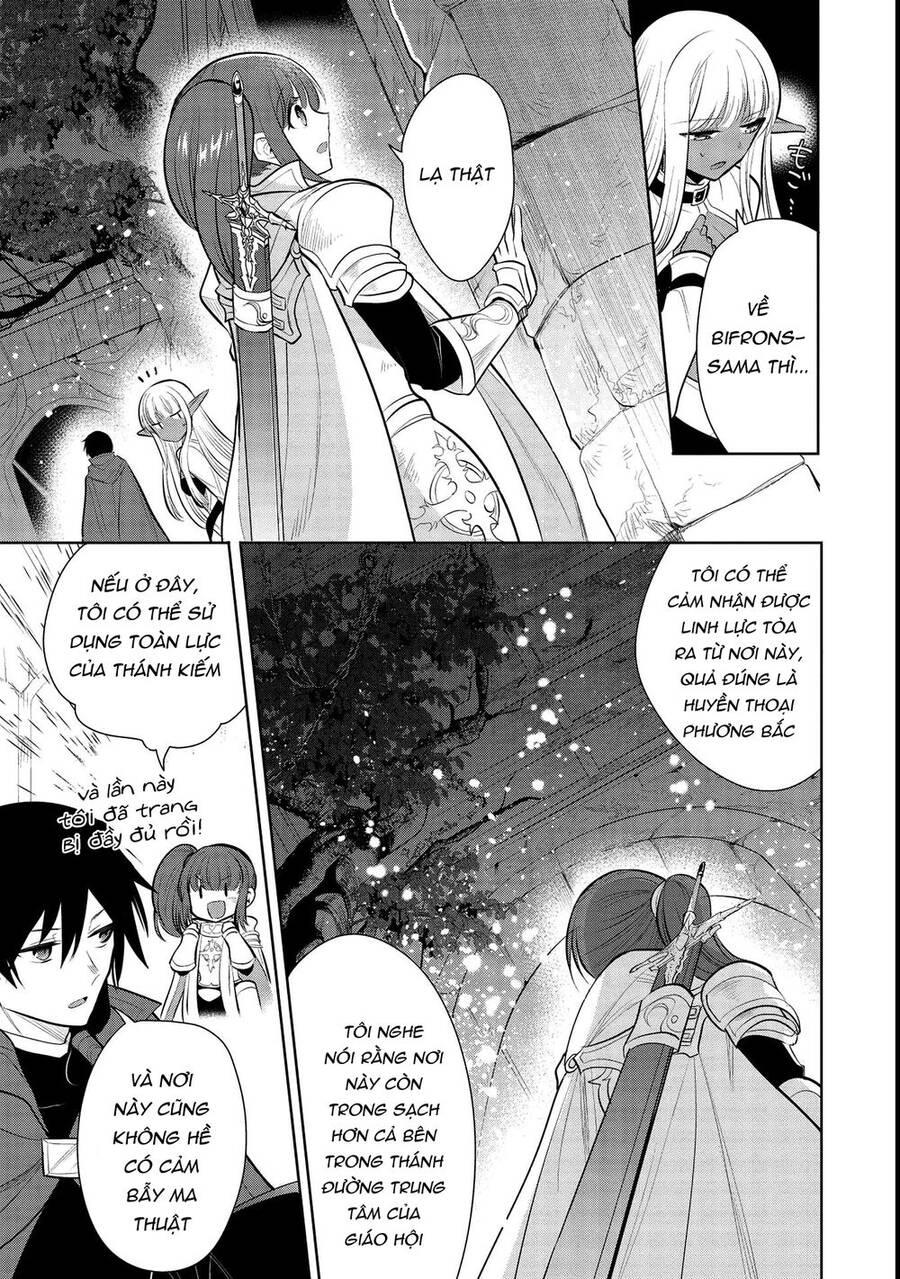 VỀ
BIFRONS-
SAMA THÌ...
もじ…
LẠ THẬT
TÔI CÓ THỂ
CẢM NHẬN ĐƯỢC
LINH LỰC TỎA
RA TỪ NƠI NÀY,
QUẢ ĐÚNG LÀ
HUYỀN THOẠI
PHƯƠNG BẮC
TÔI NGHE
NÓI RẰNG NƠI
NÀY CÒN
TRONG SẠCH
HƠN CẢ BÊN
TRONG THÁNH
ĐƯỜNG TRUNG
TÂM CỦA
GIÁO HỘI
NẾU Ở ĐÂY,
TÔI CÓ THỂ SỬ
DỤNG TOÀN LỰC
CỦA THÁNH KIẾM
và lần này
tôi đã trang
Bị đầy đủ rồi!
VÀ NƠI
NÀY CŨNG
KHÔNG HỀ
CÓ CẢM
BẪY MA
THUẬT